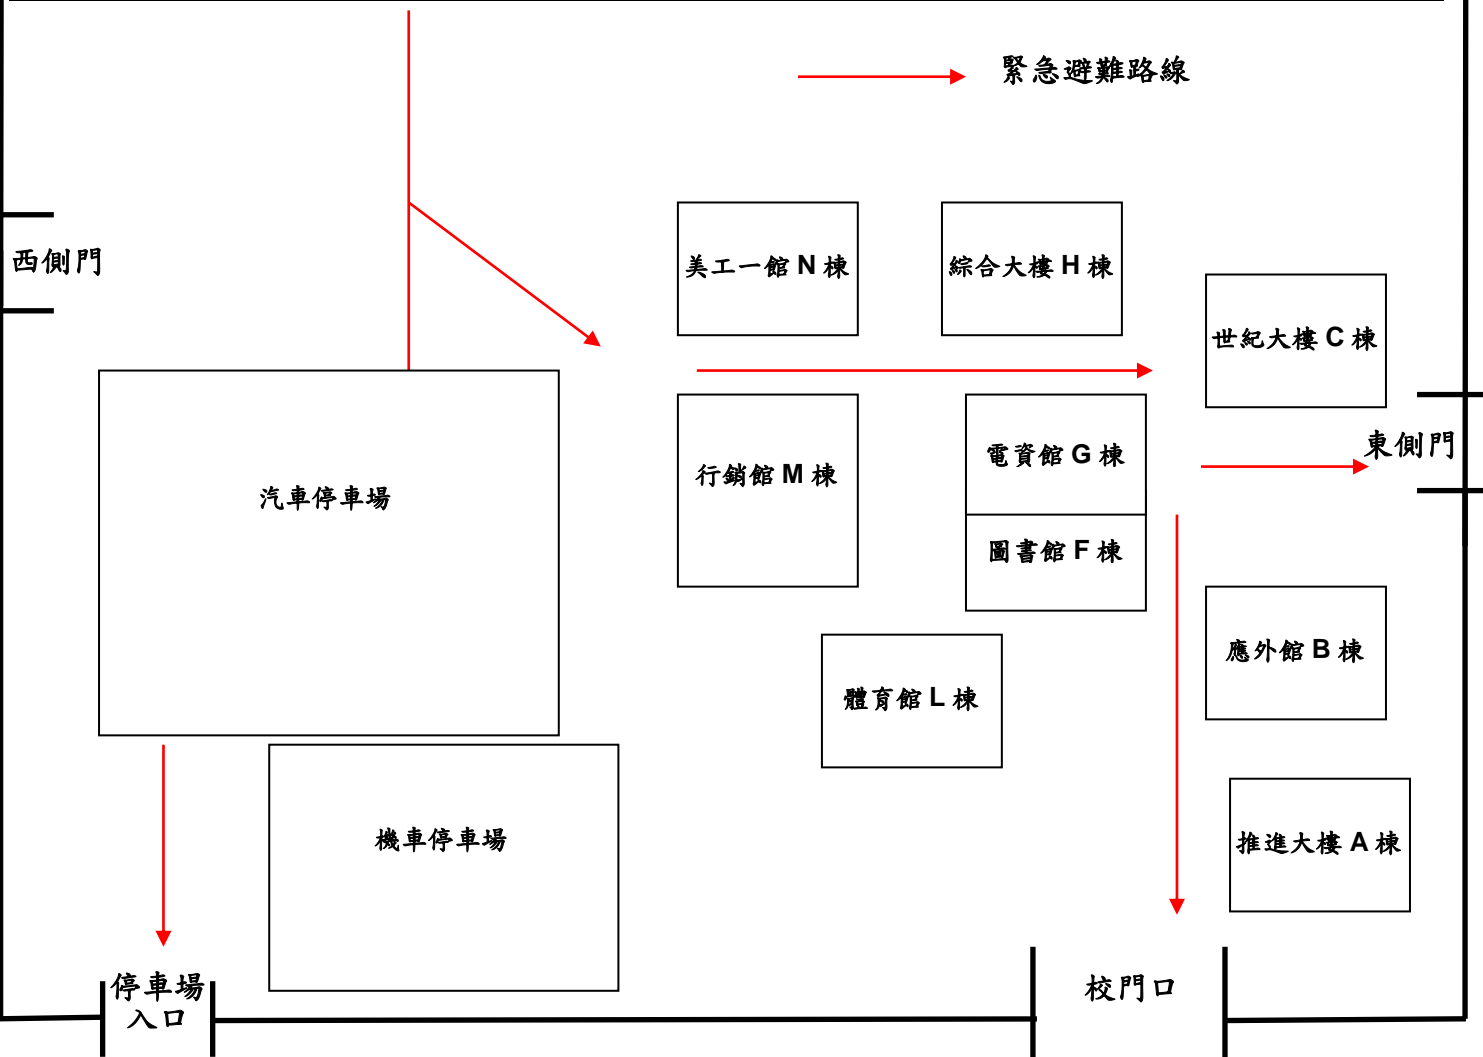 緊急避難路線
西側門
美工一館 N 棟
綜合大樓 H 棟
世紀大樓 C 棟
東側門
電資館 G 棟
行銷館 M 棟
汽車停車場
圖書館 F 棟
應外館 B 棟
體育館 L 棟
機車停車場
推進大樓 A 棟
停車場
入口
校門口